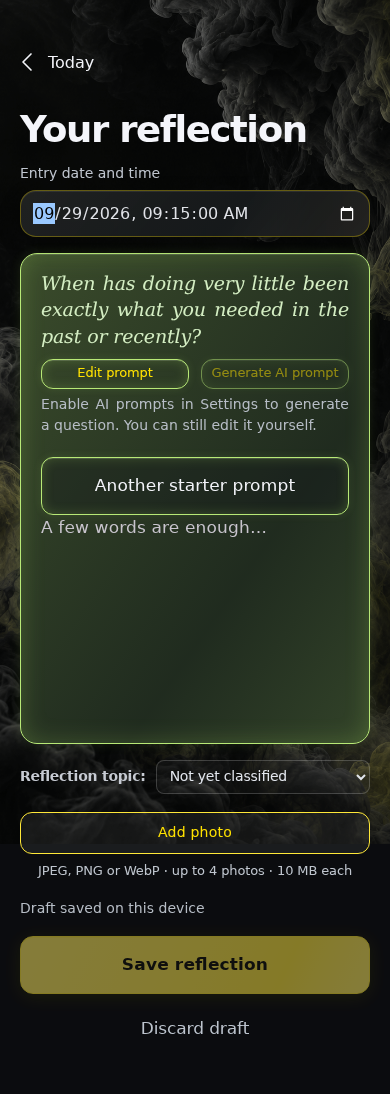 Today
Your reflection
Entry date and time
09/29/2026, 09:15:00 AM
When has doing very little been
exactly what you needed in the
past or recently?
Edit prompt
Generate AI prompt
Enable AI prompts in Settings to generate
a question. You can still edit it yourself.
Another starter prompt
A few words are enough...
Reflection topic:
Not yet classified
Add photo
JPEG, PNG or WebP · up to 4 photos · 10 MB each
Draft saved on this device
Save reflection
Discard draft